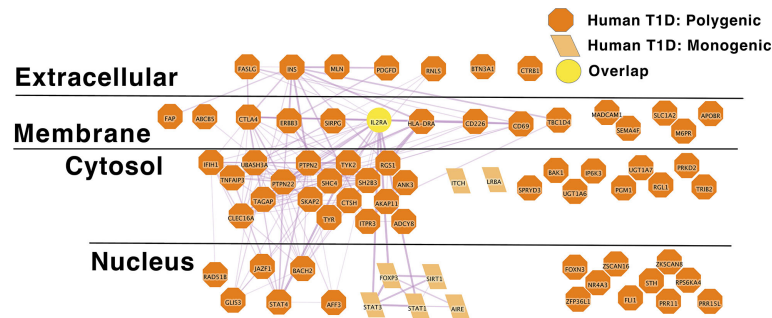 Human T1D: Polygenic
Human T1D: Monogenic
Overlap
FASLG INS MLN PDGFD RNLS BTN3A1 CTRB1
Extracellular
FAP ABCB5 CTLA4 ERBB3 SIRPG IL2RA HLA-DRA CD226 CD69 TBC1D4 MADCAM1 SEMA4F SLC1A2 M6PR APOBR
Membrane
Cytosol
IFIH1 UBASH3A PTPN2 TYK2 RGS1 BAK1 IP6K3 UGT1A7 PRKD2
TNFAIP3 PTPN22 SHC4 SH2B3 ANK3 ITCH LRBA SPRYD3 UGT3A6 PGM1 RGL1 TRIB2
TAGAP SKAP2 CTSH AKAP11
CLEC16A TYR ITPR3 ADCY8
Nucleus
RAD51B JAZF1 BACH2 FOXP3 SIRT1 FOXN3 ZSCAN16 ZKSCAN8
NR4A3 STH RPS6KA4
GLIS3 STAT4 AFF3 STAT3 STAT1 AIRE ZFP36L1 FLI1 PRR11 PRR15L